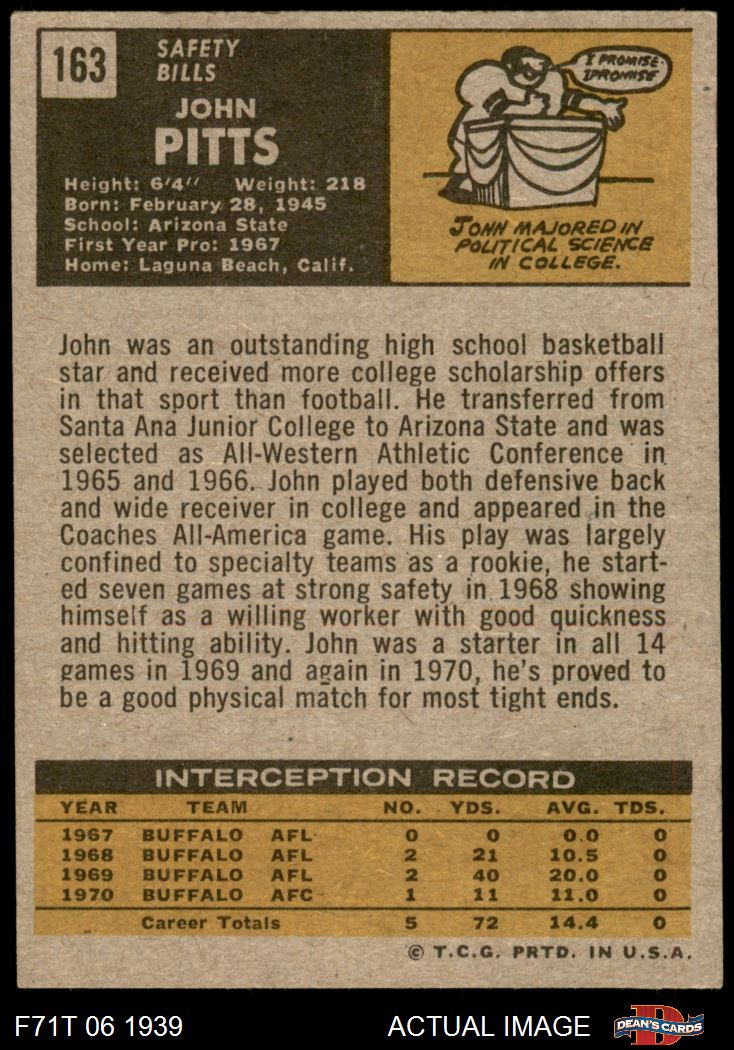 163
SAFETY
BILLS
JOHN
PITTS
Height: 6'4" Weight: 218
Born: February 28, 1945
School: Arizona State
First Year Pro: 1967
Home: Laguna Beach, Calif.
I PROMISE-
IPROMISE
JOHN MAJORED IN
POLITICAL SCIENCE
IN COLLEGE.
John was an outstanding high school basketball
star and received more college scholarship offers
in that sport than football. He transferred from
Santa Ana Junior College to Arizona State and was
selected as All-Western Athletic Conference in
1965 and 1966. John played both defensive back
and wide receiver in college and appeared in the
Coaches All-America game. His play was largely
confined to specialty teams as a rookie, he start-
ed seven games at strong safety in 1968 showing
himself as a willing worker with good quickness
and hitting ability. John was a starter in all 14
games in 1969 and again in 1970, he's proved to
be a good physical match for most tight ends.
INTERCEPTION RECORD
YEAR TEAM NO. YDS. AVG. TDS.
1967 BUFFALO AFL 0 0 0.0 0
1968 BUFFALO AFL 2 21 10.5 0
1969 BUFFALO AFL 2 40 20.0 0
1970 BUFFALO AFC 1 11 11.0 0
Career Totals 5 72 14.4 0
© T.C.G. PRTD. IN U.S.A.
F71T 06 1939 ACTUAL IMAGE
D
DEAN'S CARDS